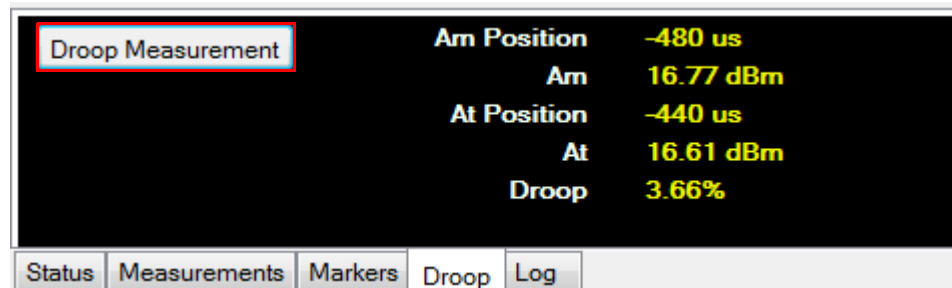 Droop Measurement
Am Position -480 us
Am 16.77 dBm
At Position -440 us
At 16.61 dBm
Droop 3.66%
Status Measurements Markers Droop Log